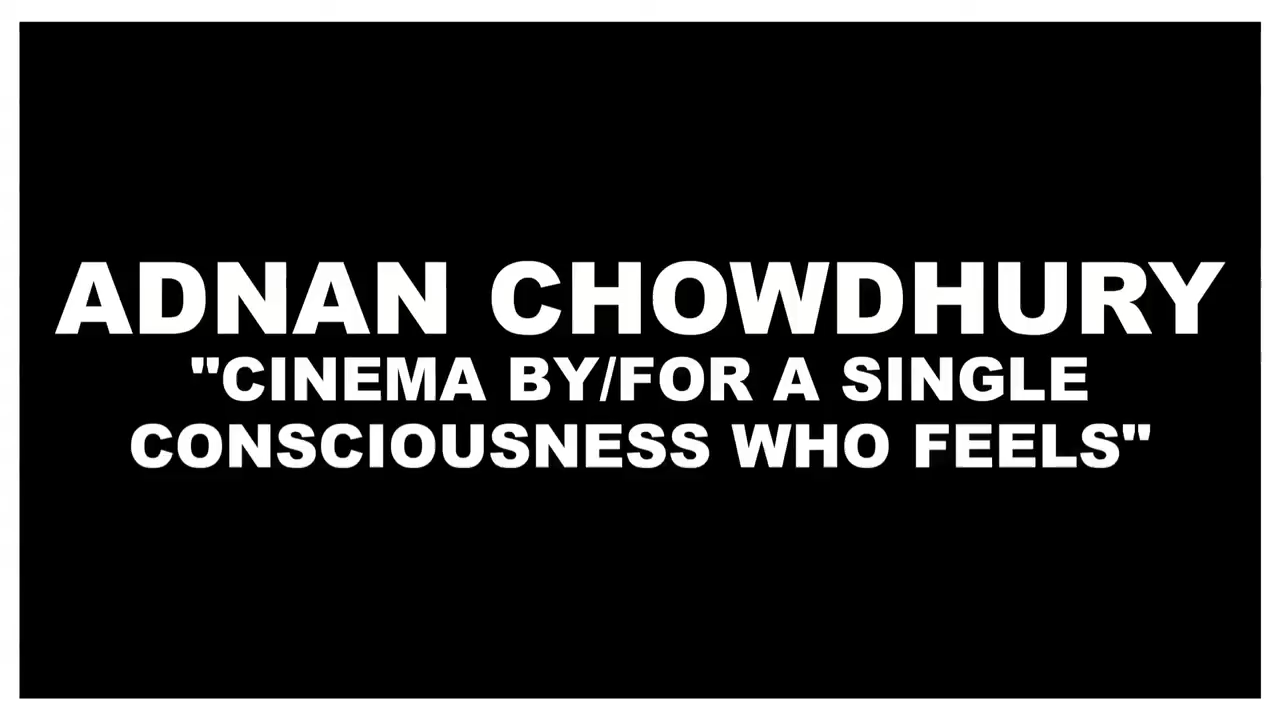 ADNAN CHOWDHURY
"CINEMA BY/FOR A SINGLE
CONSCIOUSNESS WHO FEELS"